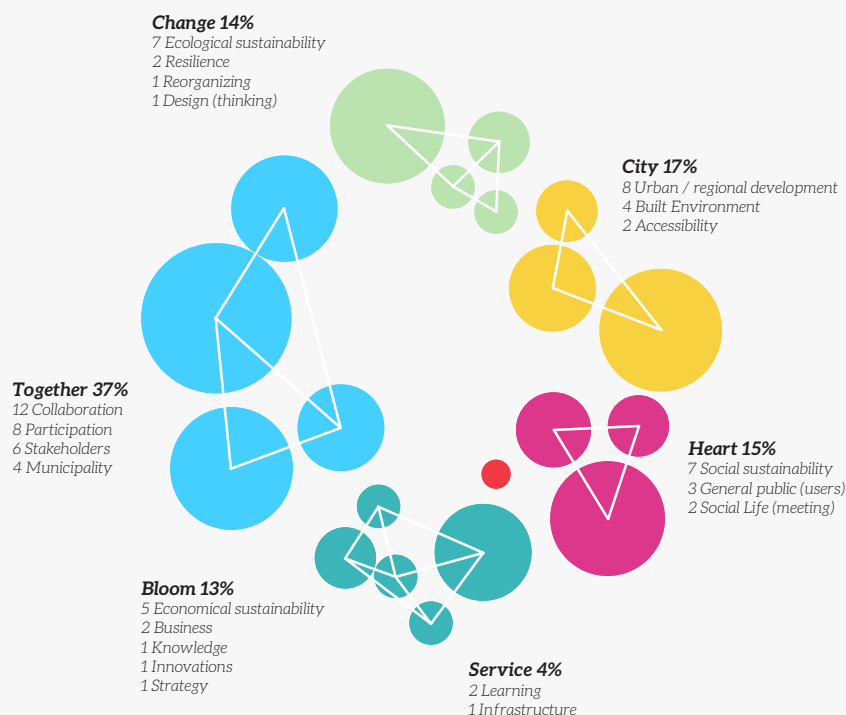 Change 14%
7 Ecological sustainability
2 Resilience
1 Reorganizing
1 Design (thinking)
City 17%
8 Urban / regional development
4 Built Environment
2 Accessibility
Together 37%
12 Collaboration
8 Participation
6 Stakeholders
4 Municipality
Heart 15%
7 Social sustainability
3 General public (users)
2 Social Life (meeting)
Bloom 13%
5 Economical sustainability
2 Business
1 Knowledge
1 Innovations
1 Strategy
Service 4%
2 Learning
1 Infrastructure